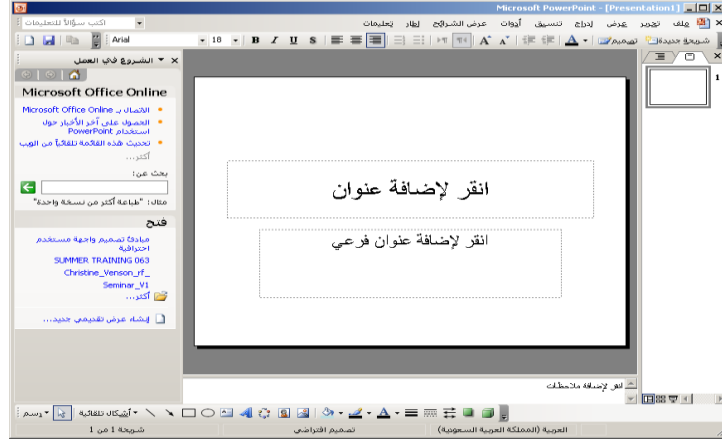 Microsoft PowerPoint - [Presentation1]
ملف تحرير عرض إدراج تنسيق أدوات عرض الشرائح إطار تعليمات
اكتب سؤالاً للتعليمات
Arial 18 B I U S A A A تصميم شريحة جديدة
الشروع في العمل
Microsoft Office Online
الاتصال بـ Microsoft Office Online
الحصول على آخر الأخبار حول
استخدام PowerPoint
تحديث هذه القائمة تلقائياً من الويب
أكثر...
بحث عن:
مثال: "طباعة أكثر من نسخة واحدة"
فتح
مبادئ تصميم واجهة مستخدم
احترافية
SUMMER TRAINING 063
Christine_Venson_rf_
Seminar_V1
أكثر...
إنشاء عرض تقديمي جديد...
انقر لإضافة عنوان
انقر لإضافة عنوان فرعي
1
انقر لإضافة ملاحظات
رسم أشكال تلقائية A
شريحة 1 من 1
تصميم افتراضي
العربية (المملكة العربية السعودية)